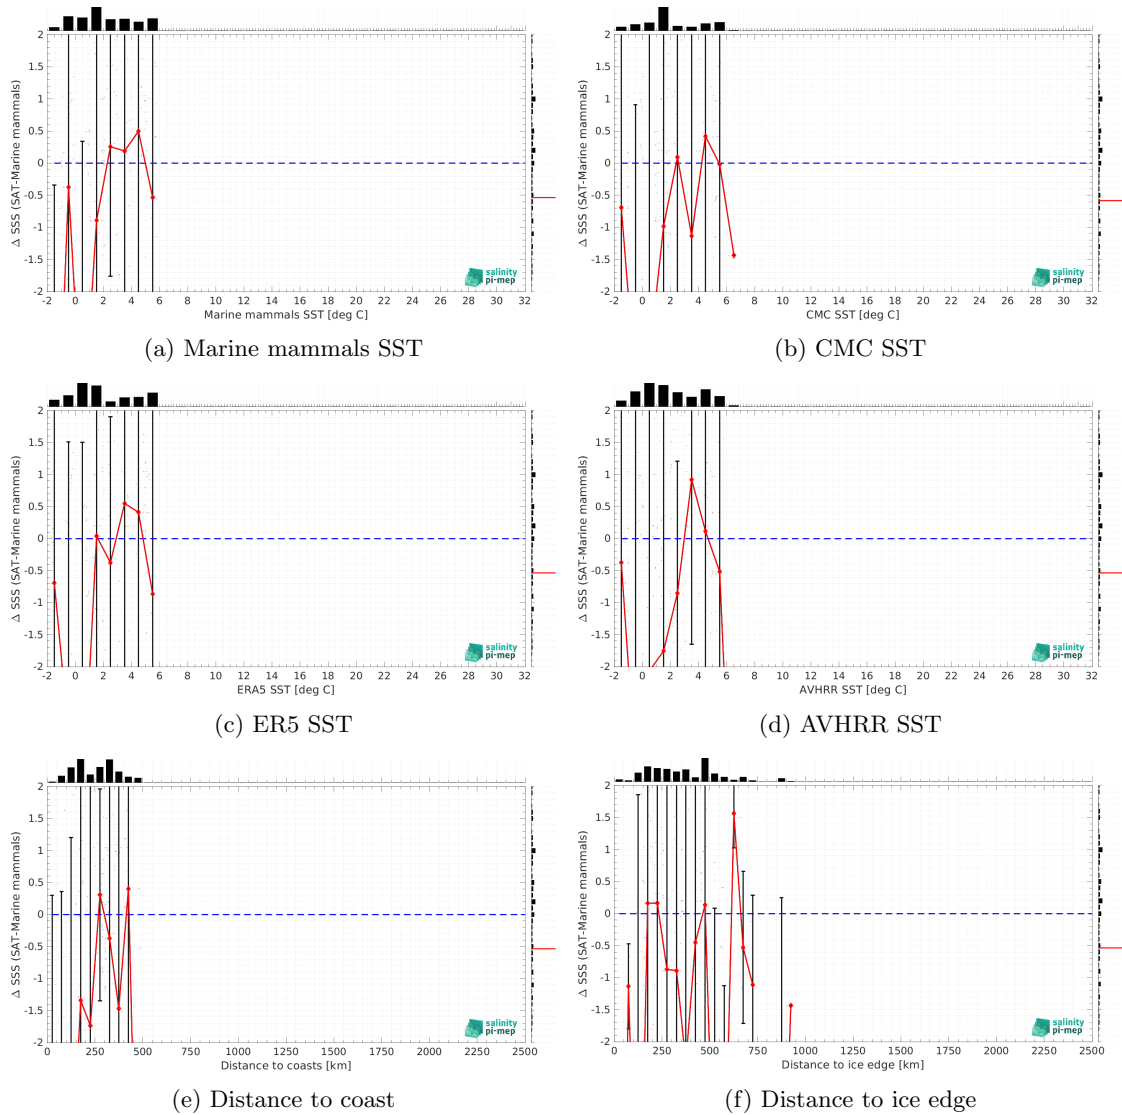 2
1.5
1
0.5
0
-0.5
-1
-1.5
-2
-2 0 2 4 6 8 10 12 14 16 18 20 22 24 26 28 30 32
Δ SSS (SAT-Marine mammals)
Marine mammals SST [deg C]
salinity
pi-mep
(a) Marine mammals SST
2
1.5
1
0.5
0
-0.5
-1
-1.5
-2
-2 0 2 4 6 8 10 12 14 16 18 20 22 24 26 28 30 32
Δ SSS (SAT-Marine mammals)
CMC SST [deg C]
salinity
pi-mep
(b) CMC SST
2
1.5
1
0.5
0
-0.5
-1
-1.5
-2
-2 0 2 4 6 8 10 12 14 16 18 20 22 24 26 28 30 32
Δ SSS (SAT-Marine mammals)
ERA5 SST [deg C]
salinity
pi-mep
(c) ER5 SST
2
1.5
1
0.5
0
-0.5
-1
-1.5
-2
-2 0 2 4 6 8 10 12 14 16 18 20 22 24 26 28 30 32
Δ SSS (SAT-Marine mammals)
AVHRR SST [deg C]
salinity
pi-mep
(d) AVHRR SST
2
1.5
1
0.5
0
-0.5
-1
-1.5
-2
0 250 500 750 1000 1250 1500 1750 2000 2250 2500
Δ SSS (SAT-Marine mammals)
Distance to coasts [km]
salinity
pi-mep
(e) Distance to coast
2
1.5
1
0.5
0
-0.5
-1
-1.5
-2
0 250 500 750 1000 1250 1500 1750 2000 2250 2500
Δ SSS (SAT-Marine mammals)
Distance to ice edge [km]
salinity
pi-mep
(f) Distance to ice edge